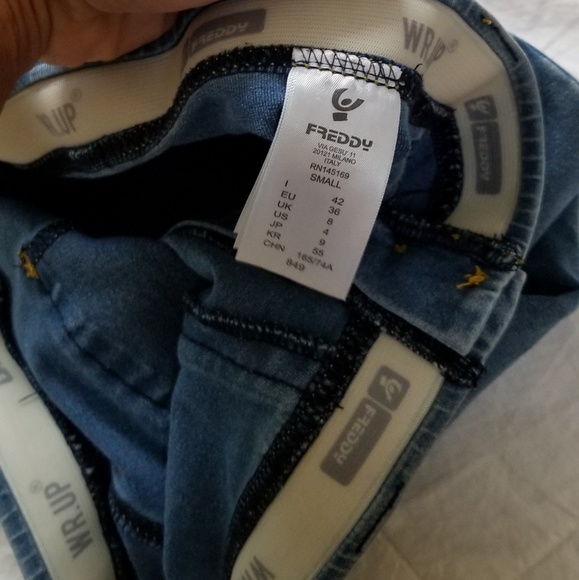 FREDDY
WR.UP®
W.UP
FREDDY
FREDDY
VIA GESU' 11
20121 MILANO
ITALY
RN145169
SMALL
I 42
EU 36
UK 8
US 4
JP 9
KR 55
CHN 165/74A
849
FREDDY
WR.UP®
W